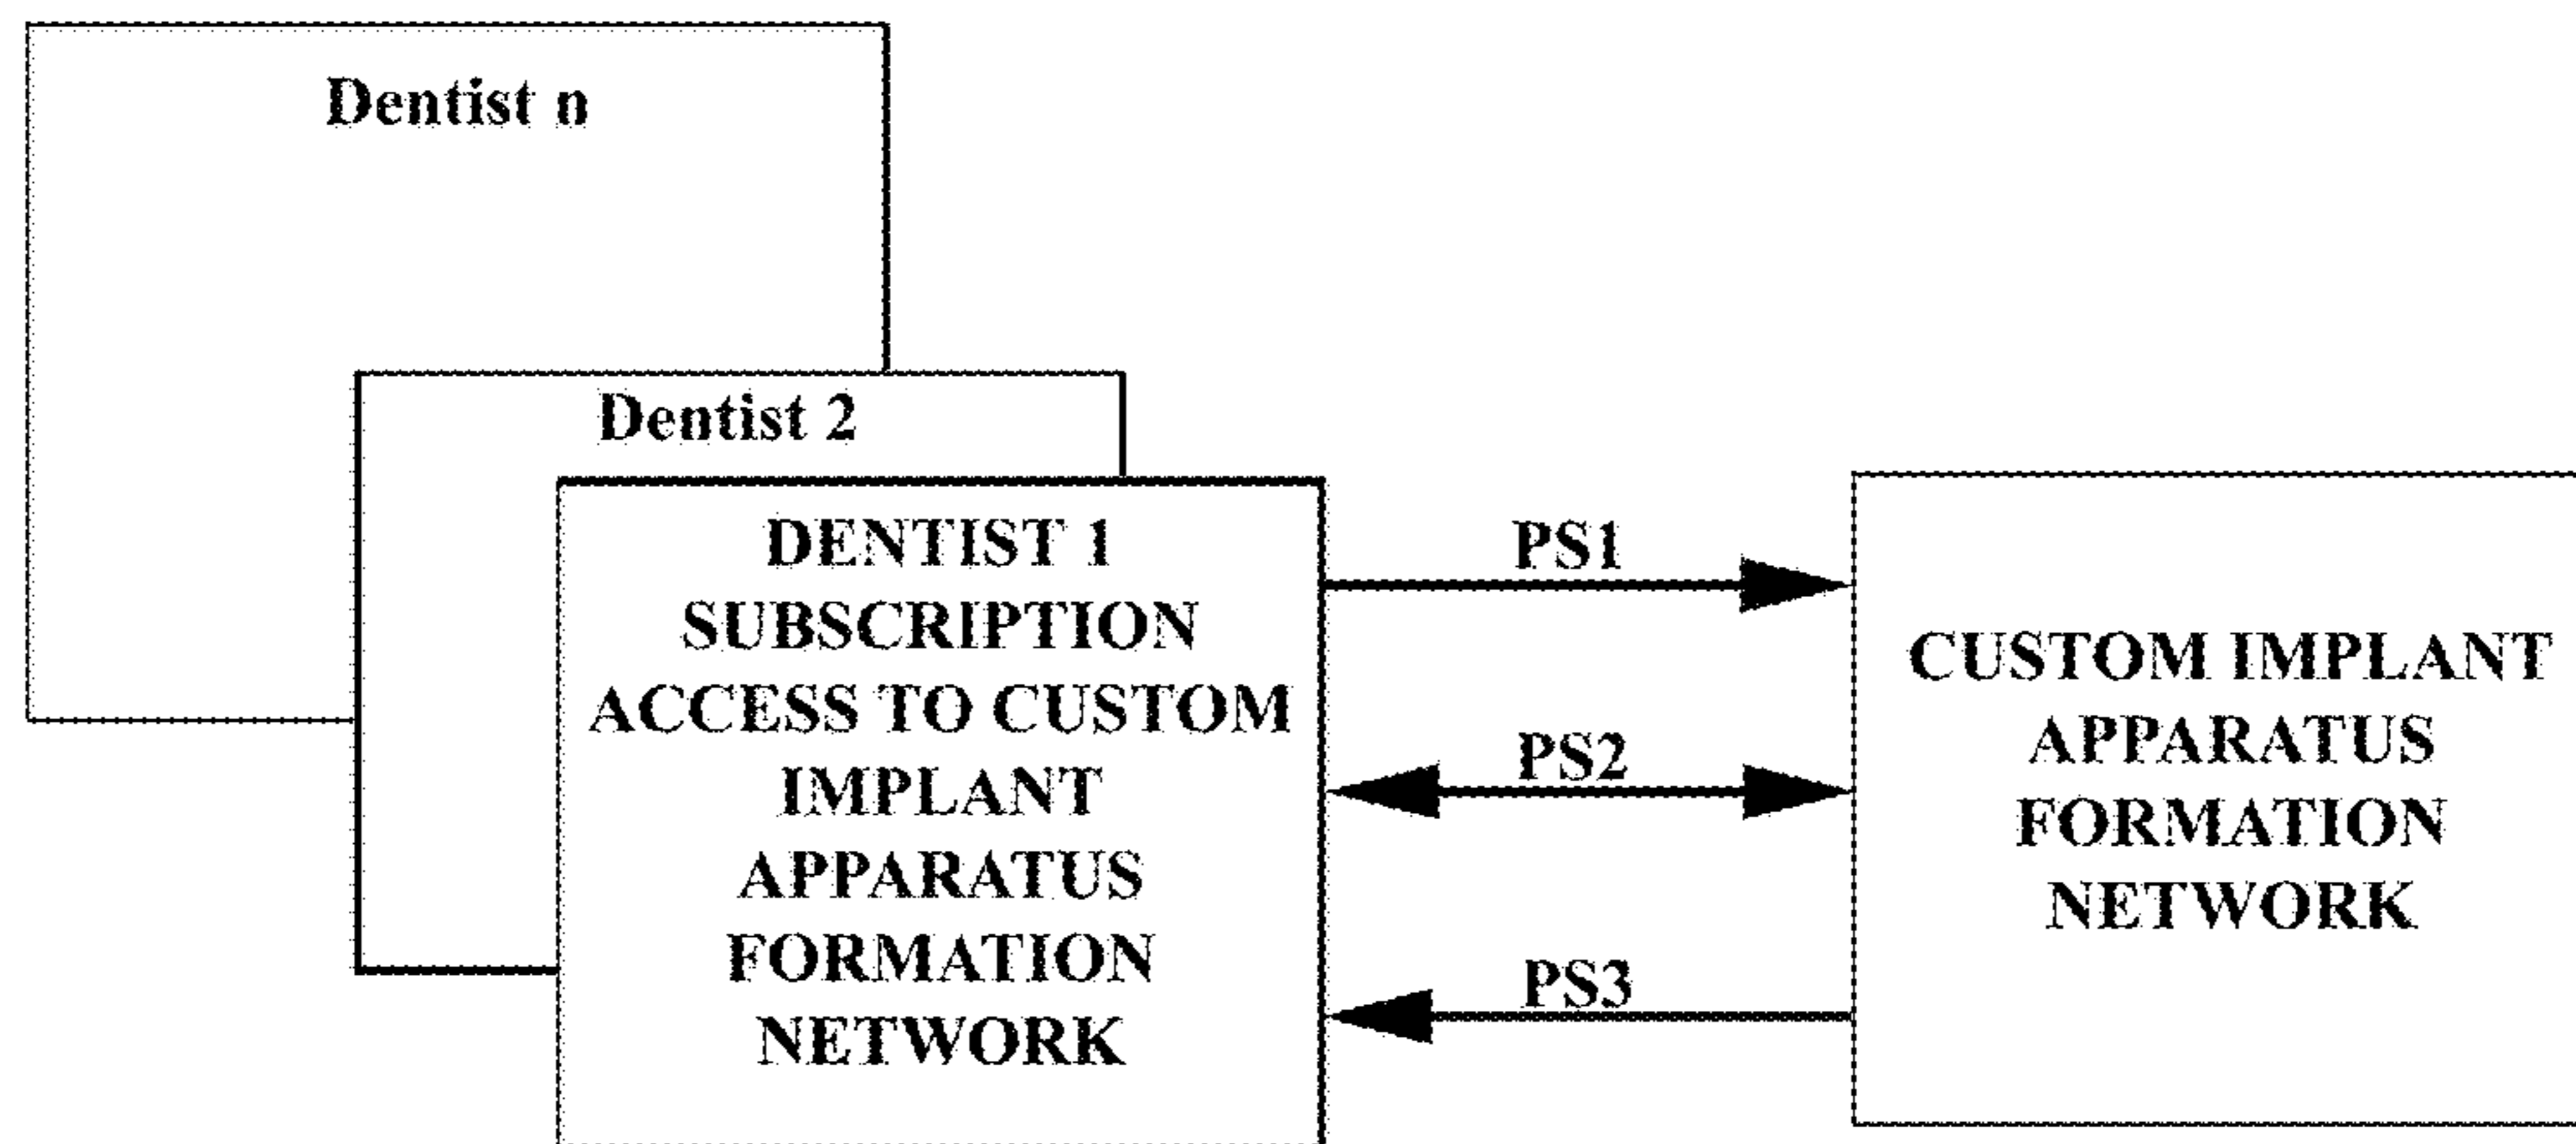 Dentist n
Dentist 2
DENTIST 1
SUBSCRIPTION
ACCESS TO CUSTOM
IMPLANT
APPARATUS
FORMATION
NETWORK
PS1
PS2
PS3
CUSTOM IMPLANT
APPARATUS
FORMATION
NETWORK